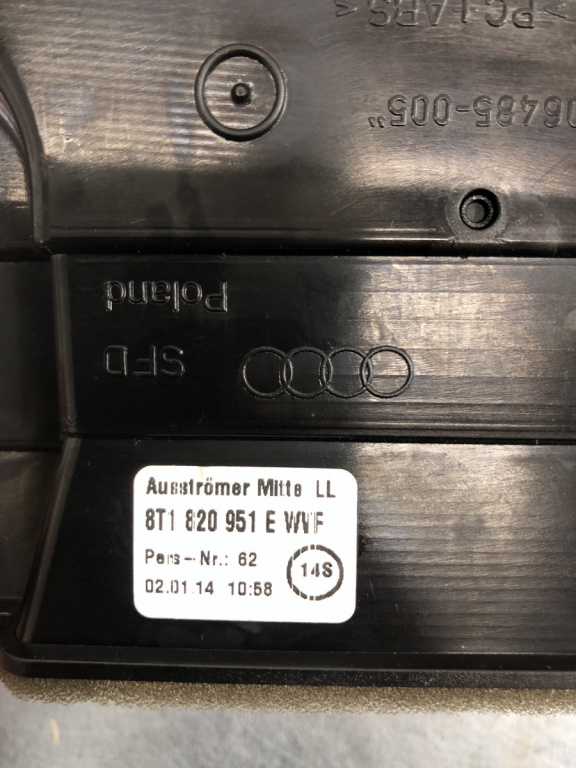 >PC+ABS<
06485-005"
Poland
SFD
Ausströmer Mitte LL
8T1 820 951 E WVF
Pers-Nr.: 62
14S
02.01.14 10:58